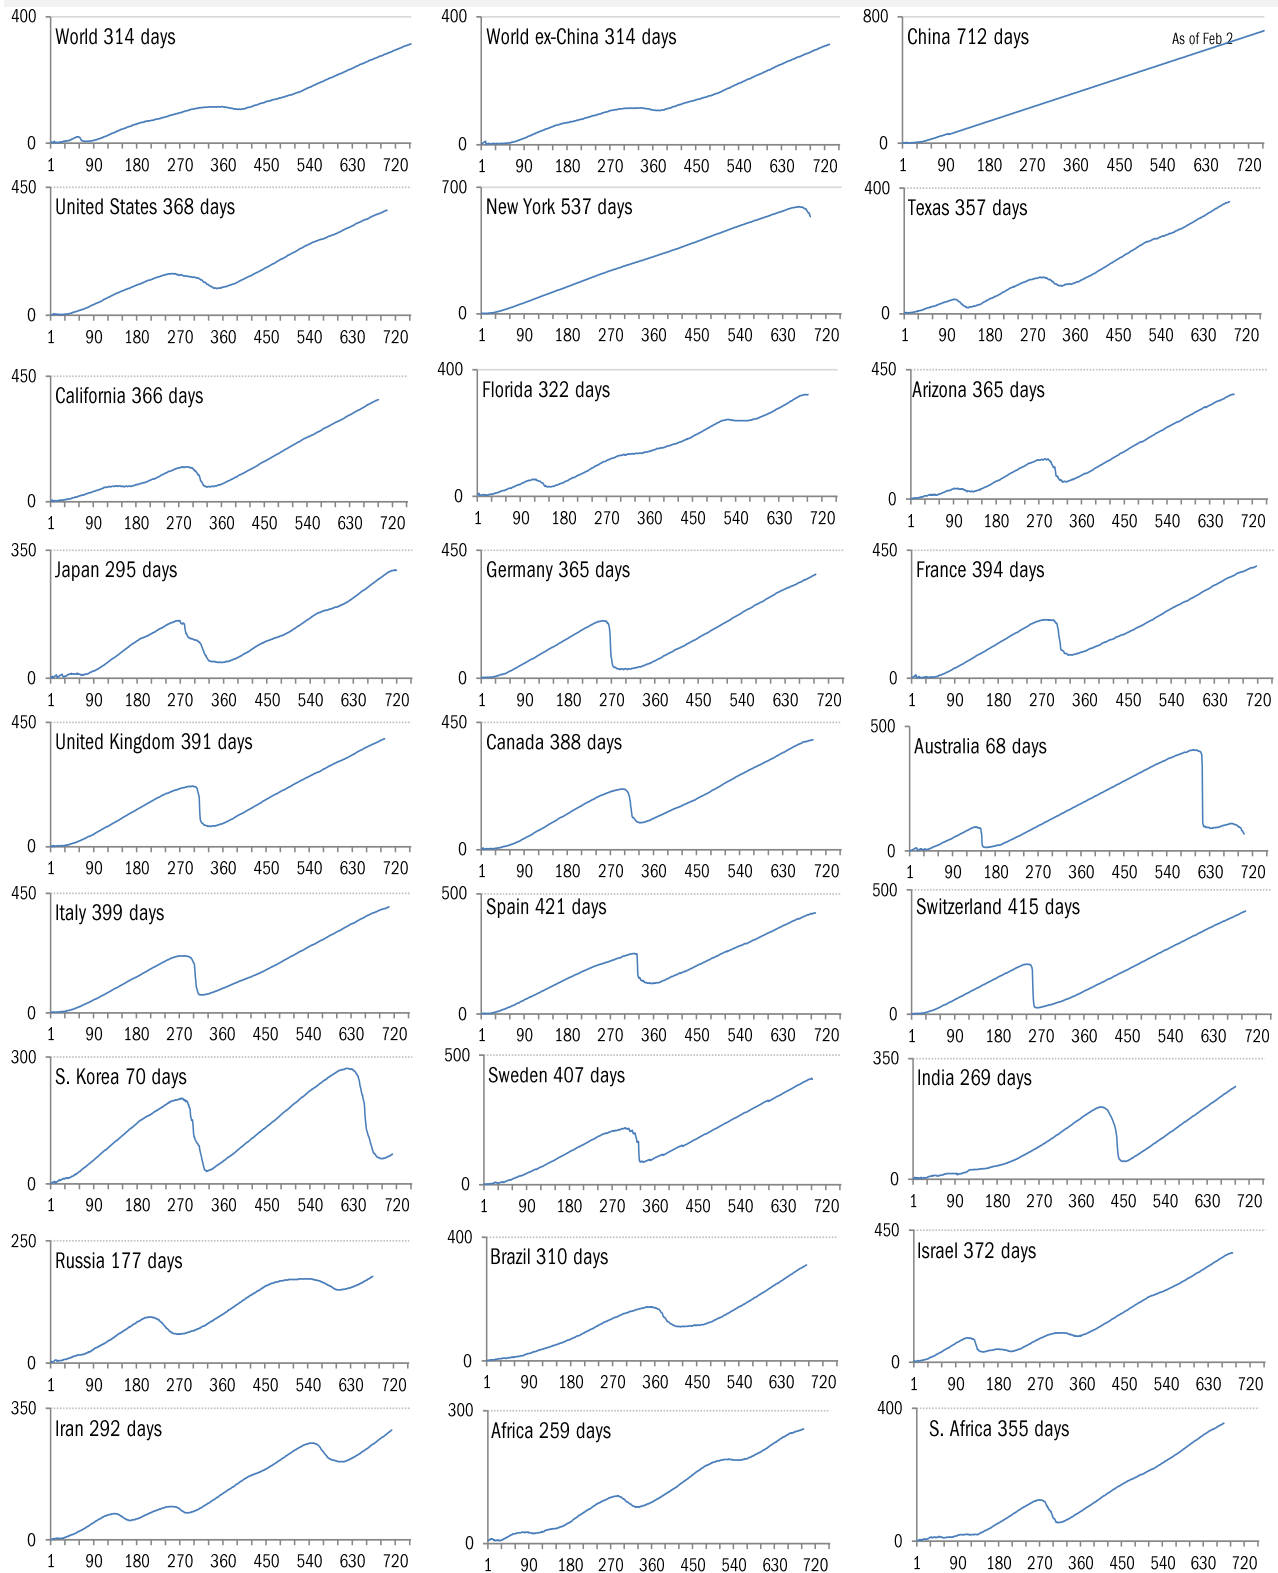 400
World 314 days
0
1 90 180 270 360 450 540 630 720
400
World ex-China 314 days
0
1 90 180 270 360 450 540 630 720
800
China 712 days
As of Feb 2
0
1 90 180 270 360 450 540 630 720
450
United States 368 days
0
1 90 180 270 360 450 540 630 720
700
New York 537 days
0
1 90 180 270 360 450 540 630 720
400
Texas 357 days
0
1 90 180 270 360 450 540 630 720
450
California 366 days
0
1 90 180 270 360 450 540 630 720
400
Florida 322 days
0
1 90 180 270 360 450 540 630 720
450
Arizona 365 days
0
1 90 180 270 360 450 540 630 720
350
Japan 295 days
0
1 90 180 270 360 450 540 630 720
450
Germany 365 days
0
1 90 180 270 360 450 540 630 720
450
France 394 days
0
1 90 180 270 360 450 540 630 720
450
United Kingdom 391 days
0
1 90 180 270 360 450 540 630 720
450
Canada 388 days
0
1 90 180 270 360 450 540 630 720
500
Australia 68 days
0
1 90 180 270 360 450 540 630 720
450
Italy 399 days
0
1 90 180 270 360 450 540 630 720
500
Spain 421 days
0
1 90 180 270 360 450 540 630 720
500
Switzerland 415 days
0
1 90 180 270 360 450 540 630 720
300
S. Korea 70 days
0
1 90 180 270 360 450 540 630 720
500
Sweden 407 days
0
1 90 180 270 360 450 540 630 720
350
India 269 days
0
1 90 180 270 360 450 540 630 720
250
Russia 177 days
0
1 90 180 270 360 450 540 630 720
400
Brazil 310 days
0
1 90 180 270 360 450 540 630 720
450
Israel 372 days
0
1 90 180 270 360 450 540 630 720
350
Iran 292 days
0
1 90 180 270 360 450 540 630 720
300
Africa 259 days
0
1 90 180 270 360 450 540 630 720
400
S. Africa 355 days
0
1 90 180 270 360 450 540 630 720